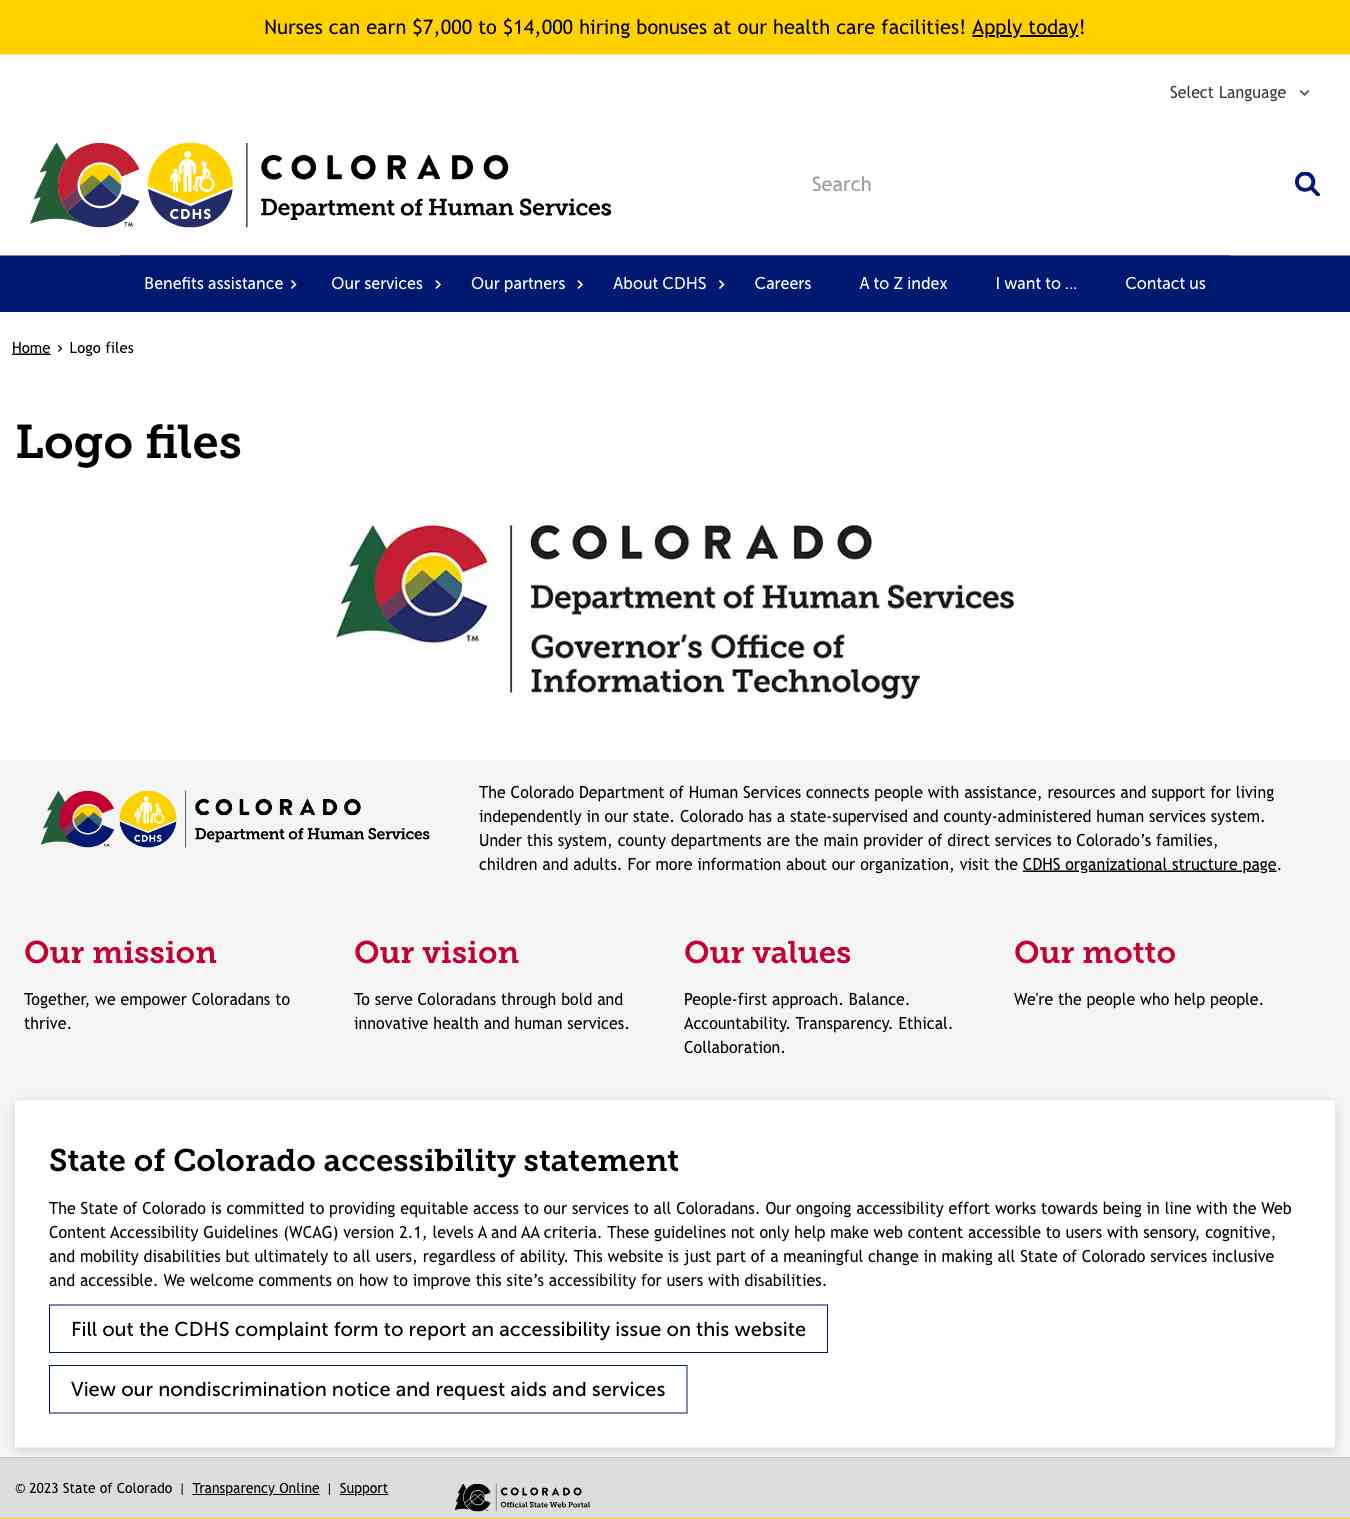 Nurses can earn $7,000 to $14,000 hiring bonuses at our health care facilities! Apply today!
Select Language
COLORADO
CDHS
Department of Human Services
TM
Search
Benefits assistance
Our services
Our partners
About CDHS
Careers
A to Z index
I want to ...
Contact us
Home › Logo files
Logo files
COLORADO
Department of Human Services
TM
Governor's Office of
Information Technology
COLORADO
Department of Human Services
CDHS
TM
The Colorado Department of Human Services connects people with assistance, resources and support for living
independently in our state. Colorado has a state-supervised and county-administered human services system.
Under this system, county departments are the main provider of direct services to Colorado’s families,
children and adults. For more information about our organization, visit the CDHS organizational structure page.
Our mission
Together, we empower Coloradans to
thrive.
Our vision
To serve Coloradans through bold and
innovative health and human services.
Our values
People-first approach. Balance.
Accountability. Transparency. Ethical.
Collaboration.
Our motto
We're the people who help people.
State of Colorado accessibility statement
The State of Colorado is committed to providing equitable access to our services to all Coloradans. Our ongoing accessibility effort works towards being in line with the Web
Content Accessibility Guidelines (WCAG) version 2.1, levels A and AA criteria. These guidelines not only help make web content accessible to users with sensory, cognitive,
and mobility disabilities but ultimately to all users, regardless of ability. This website is just part of a meaningful change in making all State of Colorado services inclusive
and accessible. We welcome comments on how to improve this site’s accessibility for users with disabilities.
Fill out the CDHS complaint form to report an accessibility issue on this website
View our nondiscrimination notice and request aids and services
© 2023 State of Colorado | Transparency Online | Support
COLORADO
Official State Web Portal